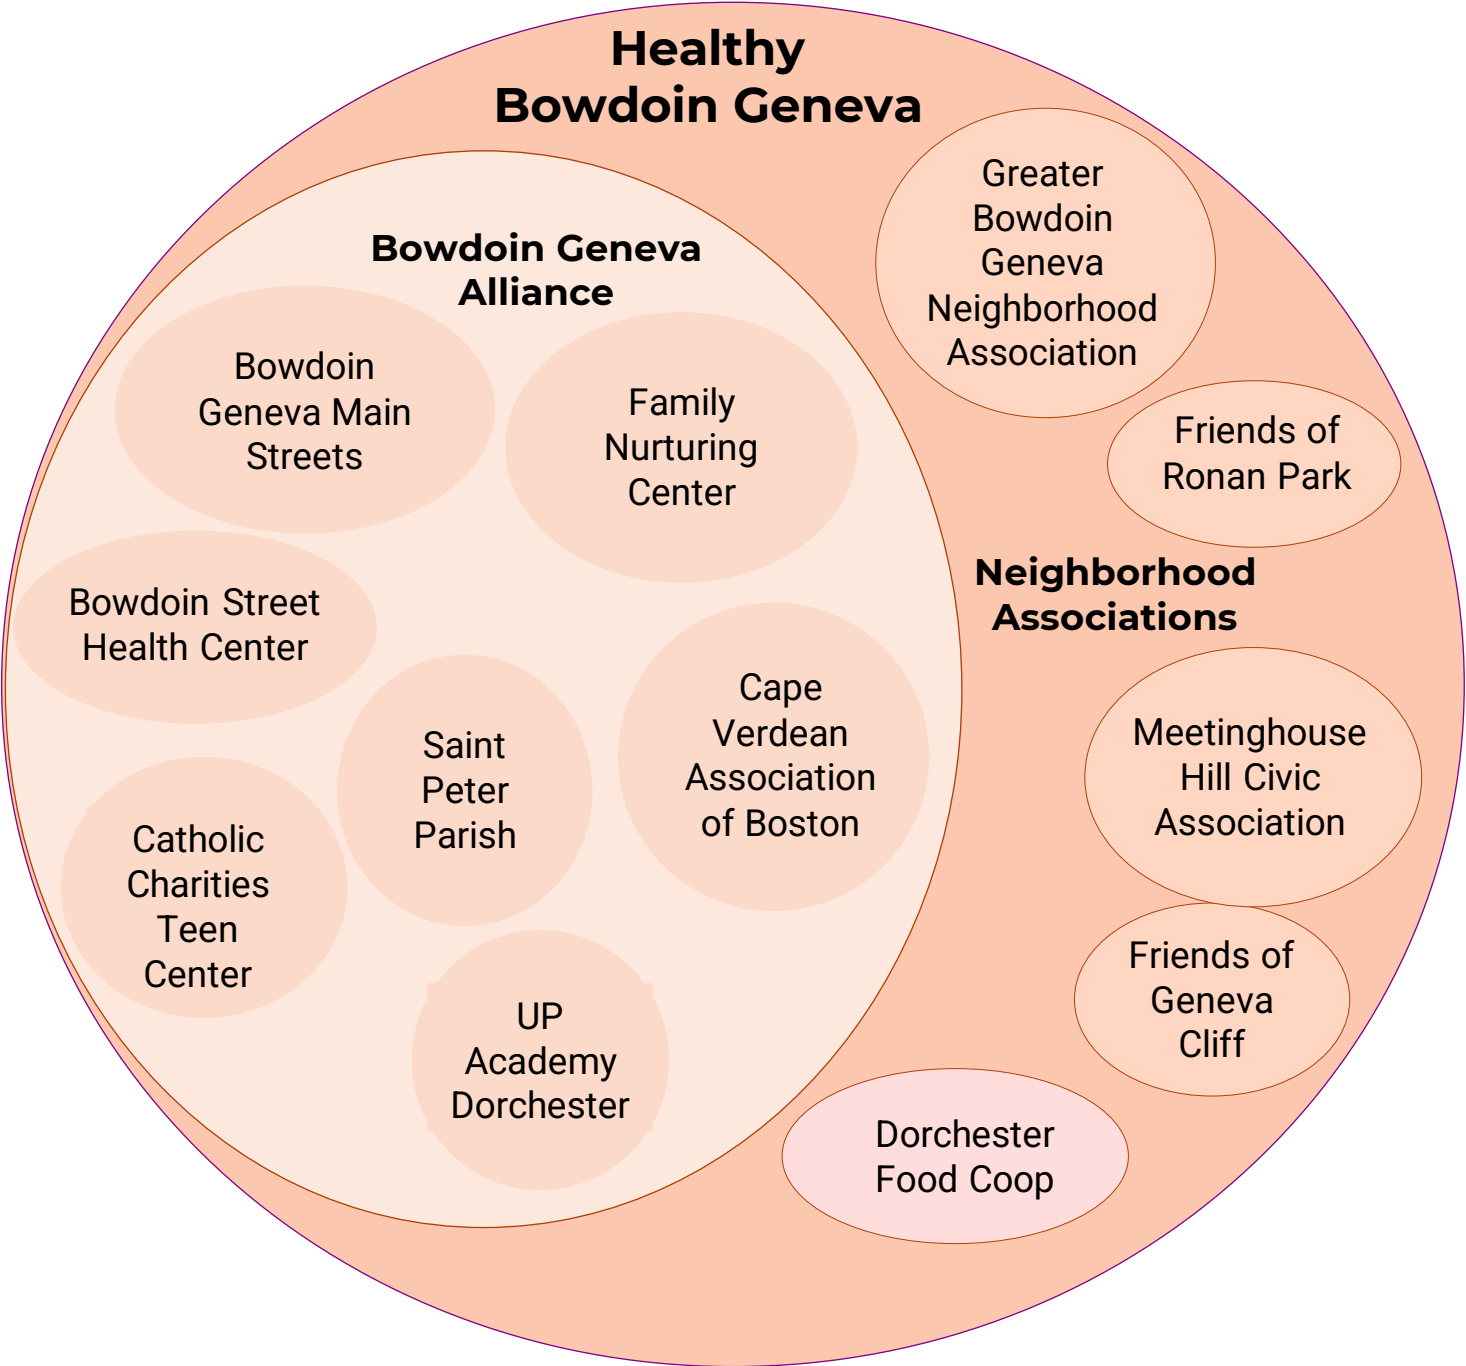 Healthy
Bowdoin Geneva
Bowdoin Geneva
Alliance
Bowdoin
Geneva Main
Streets
Family
Nurturing
Center
Bowdoin Street
Health Center
Saint
Peter
Parish
Cape
Verdean
Association
of Boston
Catholic
Charities
Teen
Center
UP
Academy
Dorchester
Greater
Bowdoin
Geneva
Neighborhood
Association
Friends of
Ronan Park
Neighborhood
Associations
Meetinghouse
Hill Civic
Association
Friends of
Geneva
Cliff
Dorchester
Food Coop